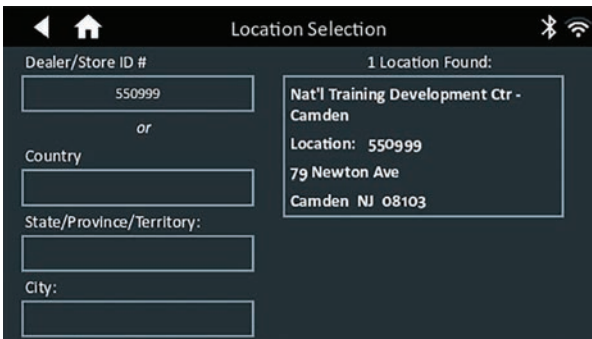 Location Selection
Dealer/Store ID #
550999
or
Country
State/Province/Territory:
City:
1 Location Found:
Nat'l Training Development Ctr -
Camden
Location: 550999
79 Newton Ave
Camden NJ 08103